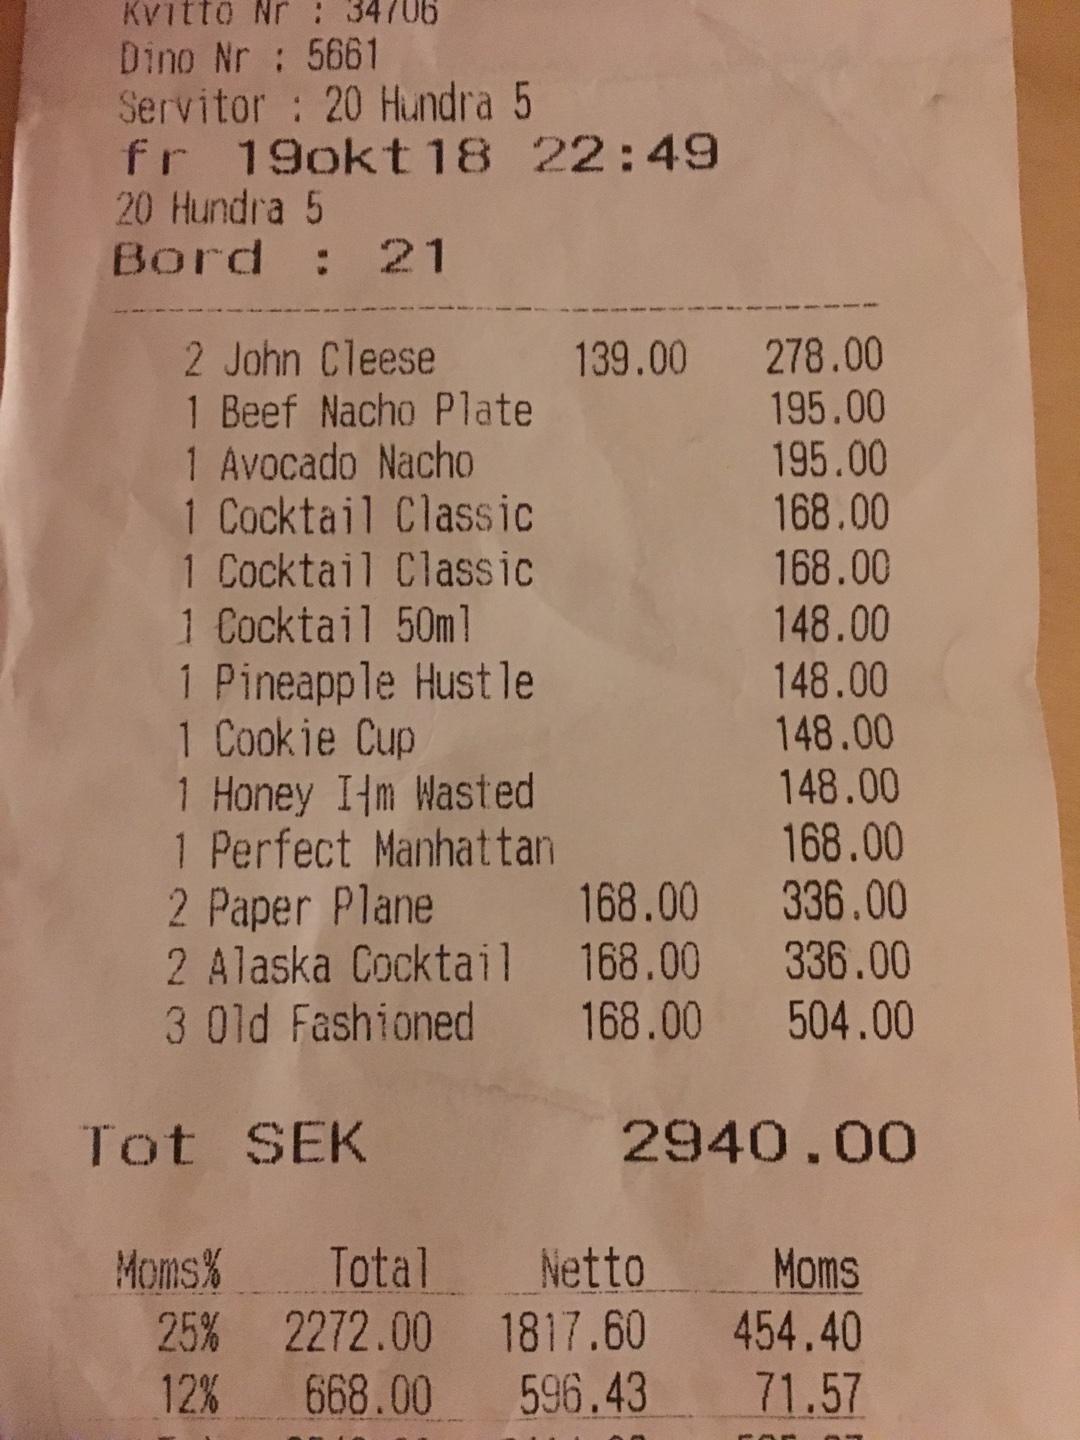 Kvitto Nr : 34706
Dino Nr : 5661
Servitor : 20 Hundra 5
fr 19okt18 22:49
20 Hundra 5
Bord : 21
2 John Cleese 139.00 278.00
1 Beef Nacho Plate 195.00
1 Avocado Nacho 195.00
1 Cocktail Classic 168.00
1 Cocktail Classic 168.00
1 Cocktail 50ml 148.00
1 Pineapple Hustle 148.00
1 Cookie Cup 148.00
1 Honey I┤m Wasted 148.00
1 Perfect Manhattan 168.00
2 Paper Plane 168.00 336.00
2 Alaska Cocktail 168.00 336.00
3 Old Fashioned 168.00 504.00
Tot SEK 2940.00
Moms% Total Netto Moms
25% 2272.00 1817.60 454.40
12% 668.00 596.43 71.57